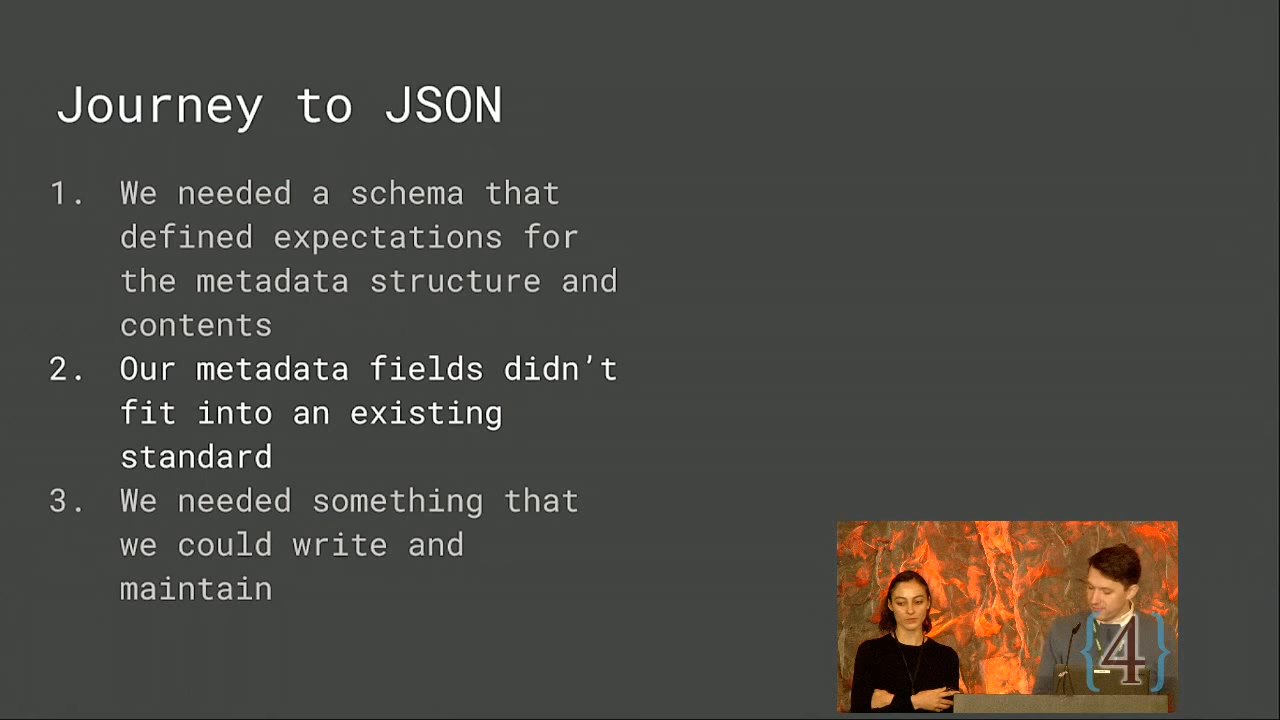 Journey to JSON
1. We needed a schema that
defined expectations for
the metadata structure and
contents
2. Our metadata fields didn’t
fit into an existing
standard
3. We needed something that
we could write and
maintain
{4}